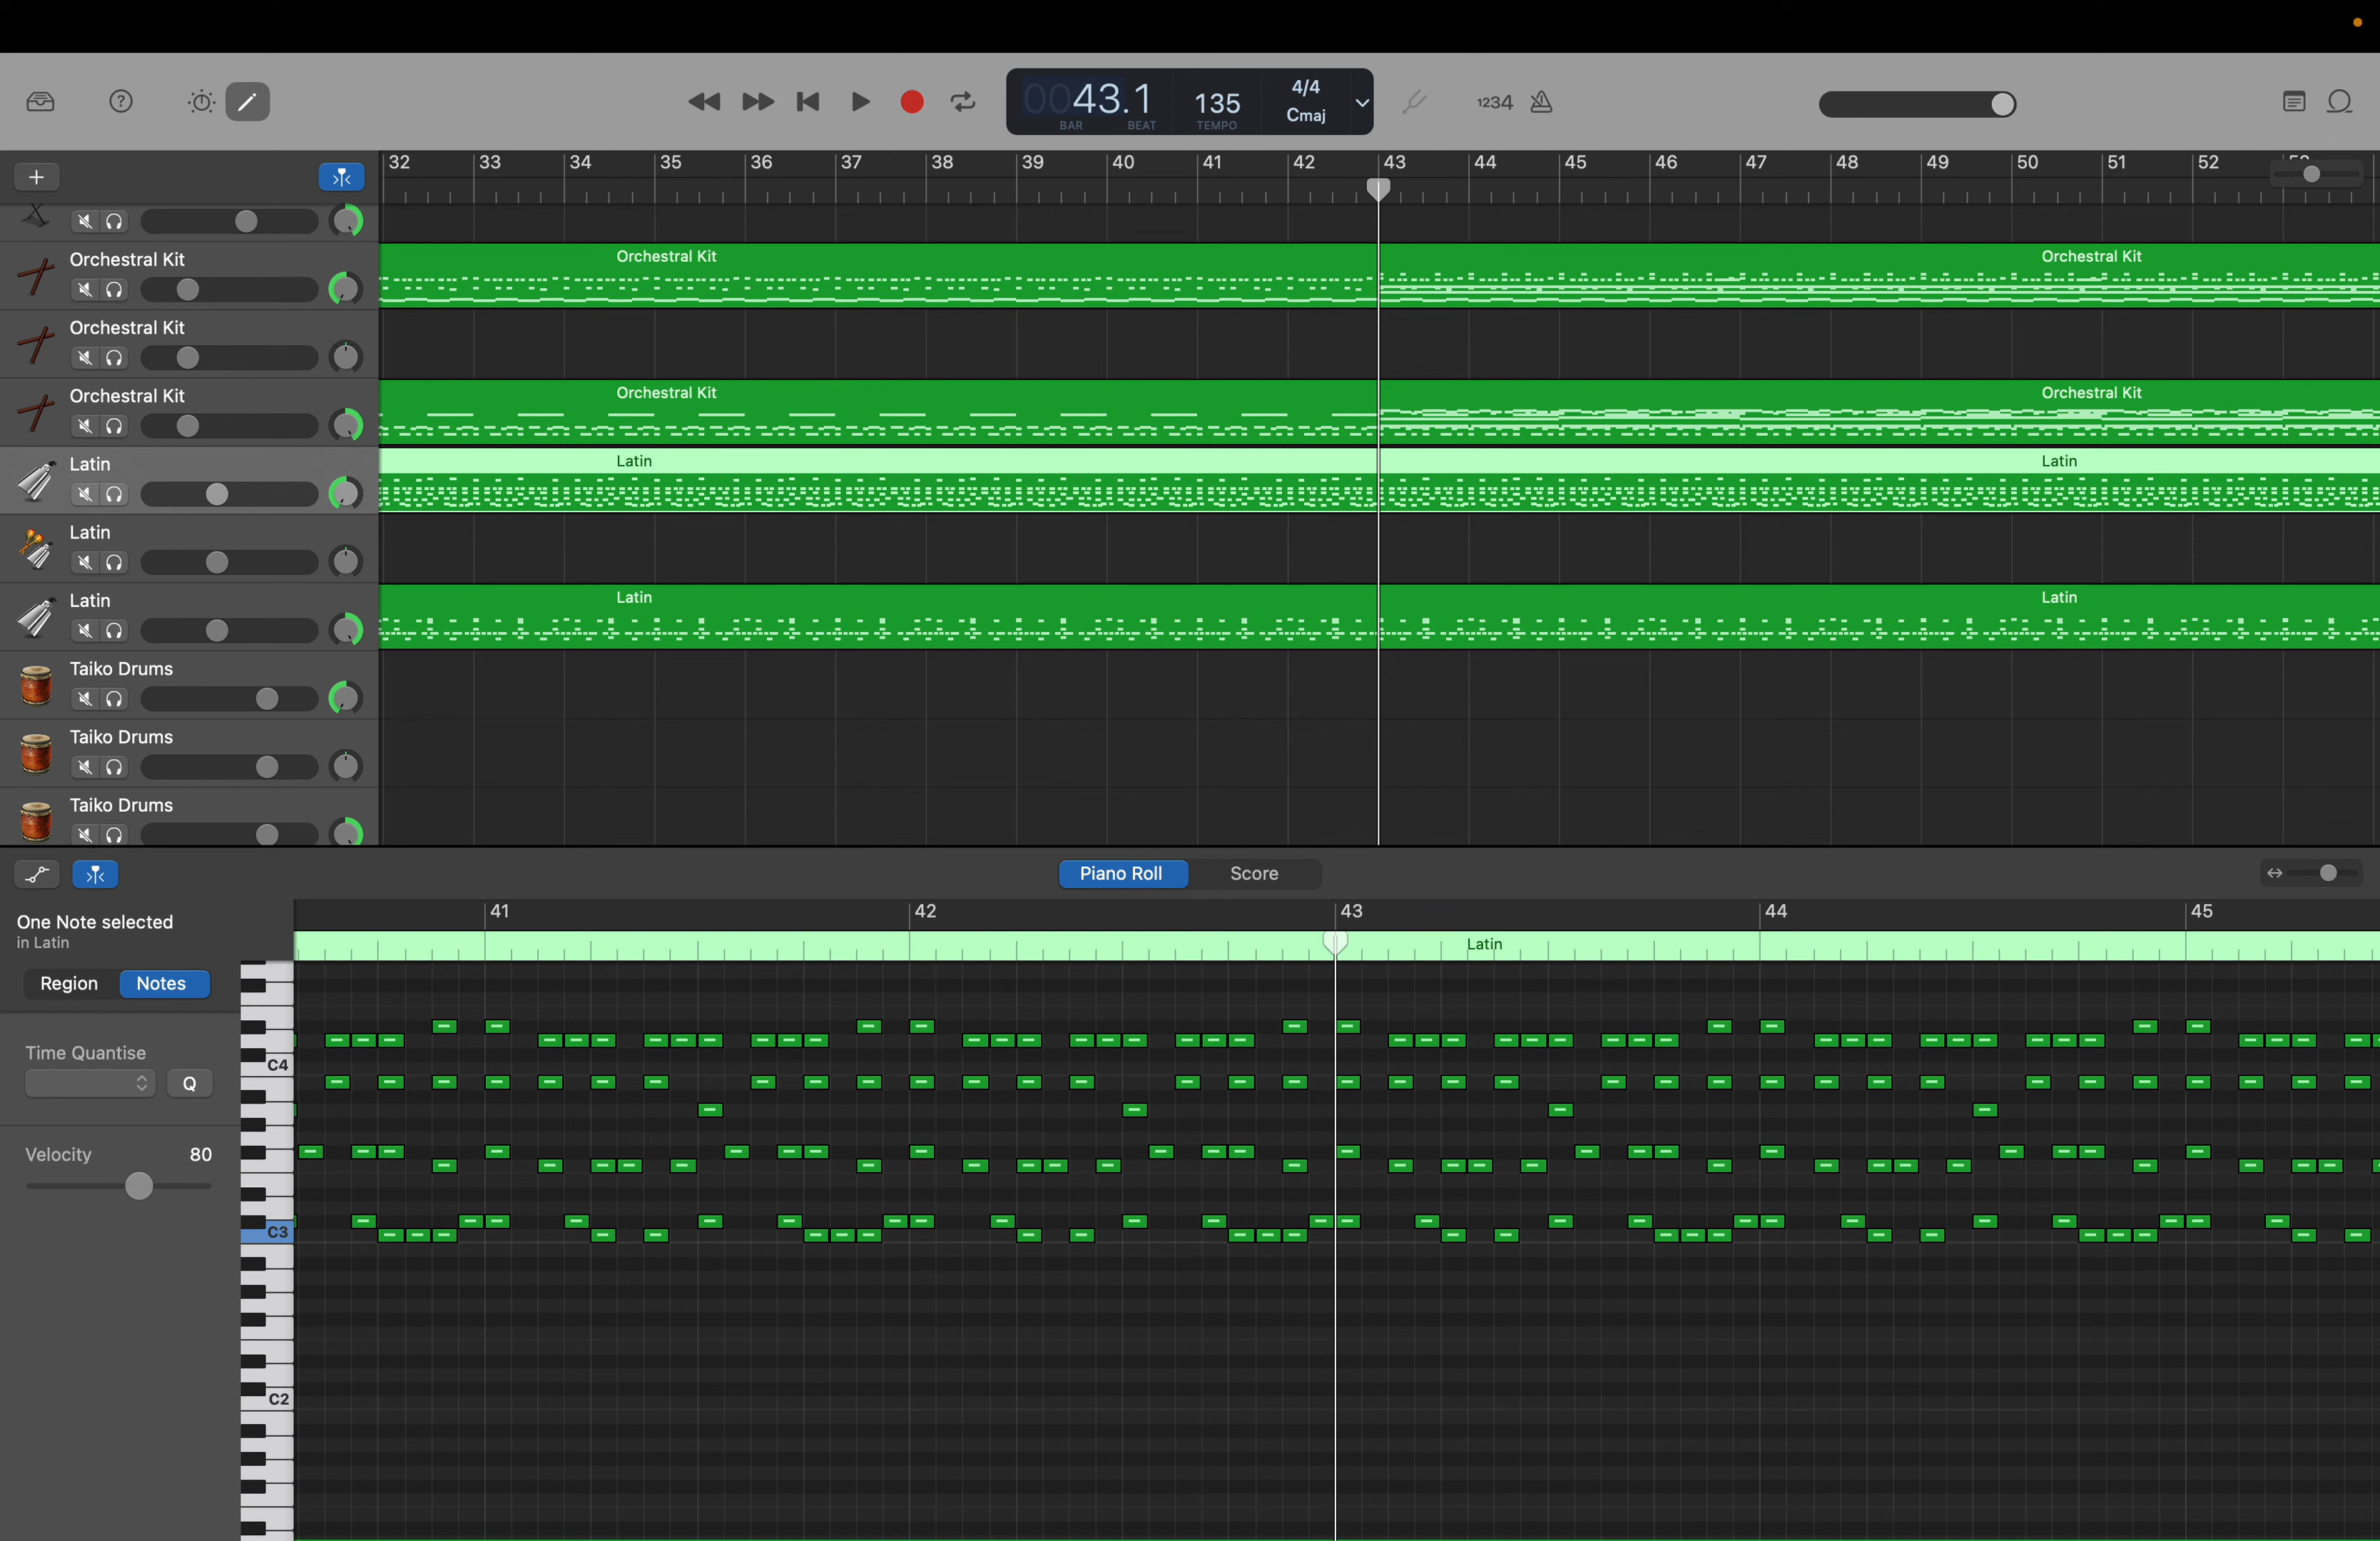 0043.1
135
4/4
Cmaj
BAR
BEAT
TEMPO
1234
32 33 34 35 36 37 38 39 40 41 42 43 44 45 46 47 48 49 50 51 52
Orchestral Kit
Orchestral Kit
Orchestral Kit
Orchestral Kit
Orchestral Kit
Orchestral Kit
Orchestral Kit
Latin
Latin
Latin
Latin
Latin
Latin
Latin
Taiko Drums
Taiko Drums
Taiko Drums
Piano Roll
Score
41 42 43 44 45
One Note selected
in Latin
Latin
Region
Notes
Time Quantise
Q
Velocity 80
C4
C3
C2